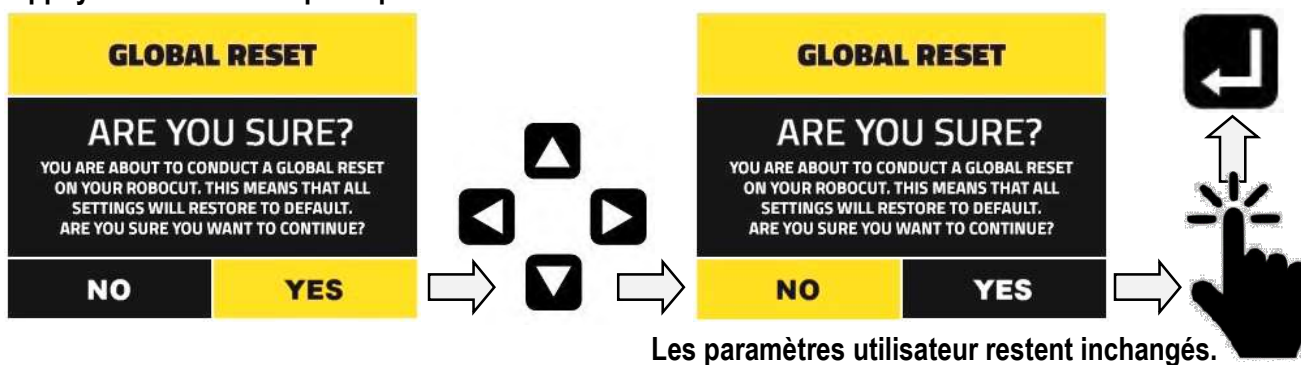 GLOBAL RESET
ARE YOU SURE?
YOU ARE ABOUT TO CONDUCT A GLOBAL RESET
ON YOUR ROBOCUT. THIS MEANS THAT ALL
SETTINGS WILL RESTORE TO DEFAULT.
ARE YOU SURE YOU WANT TO CONTINUE?
NO YES
GLOBAL RESET
ARE YOU SURE?
YOU ARE ABOUT TO CONDUCT A GLOBAL RESET
ON YOUR ROBOCUT. THIS MEANS THAT ALL
SETTINGS WILL RESTORE TO DEFAULT.
ARE YOU SURE YOU WANT TO CONTINUE?
NO YES
Les paramètres utilisateur restent inchangés.